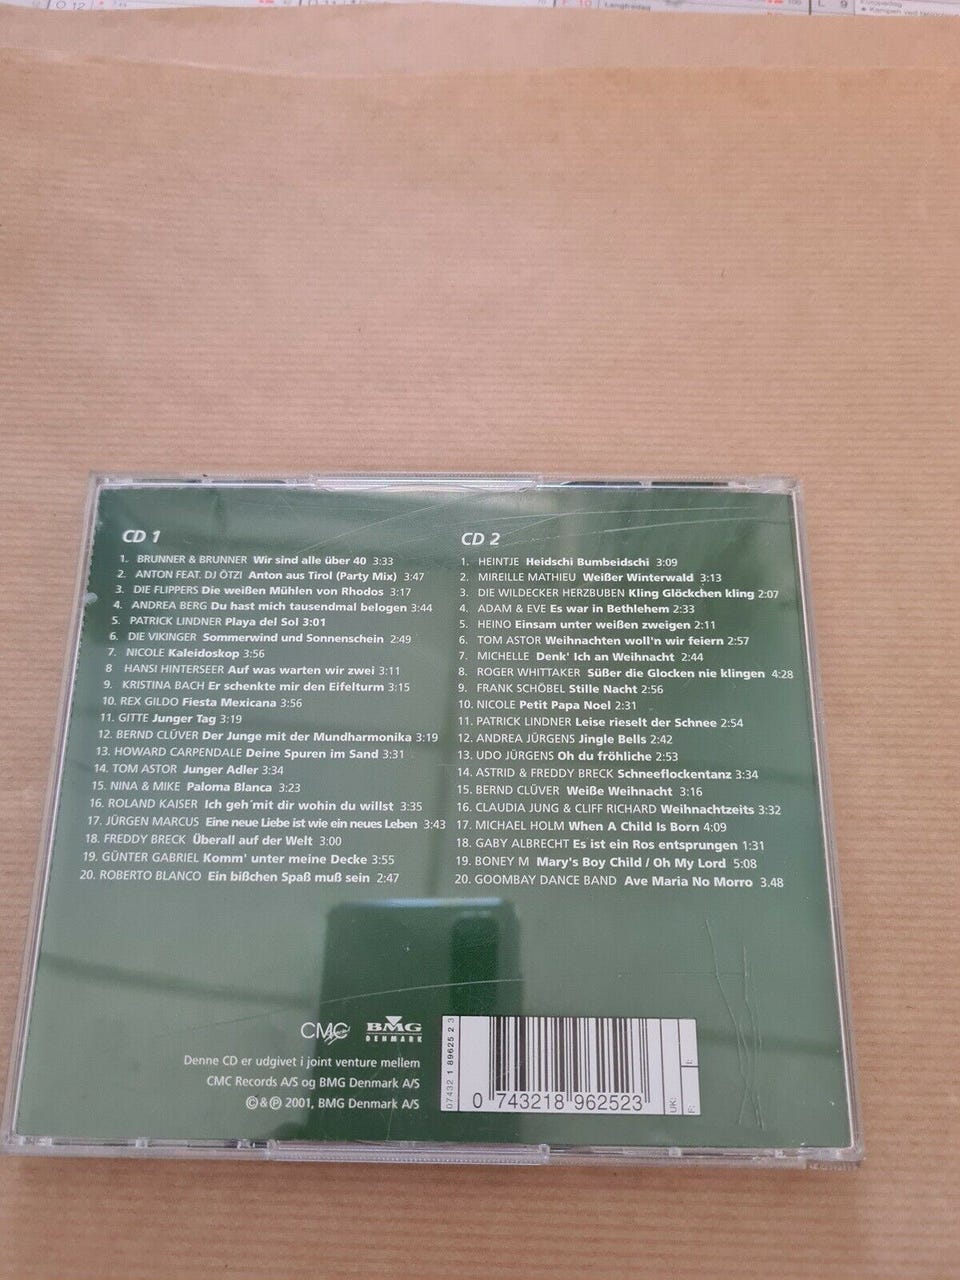 O 12
F 10 Langfredag
L 9
CD 1
1. BRUNNER & BRUNNER Wir sind alle über 40 3:33
2. ANTON FEAT. DJ ÖTZI Anton aus Tirol (Party Mix) 3:47
3. DIE FLIPPERS Die weißen Mühlen von Rhodos 3:17
4. ANDREA BERG Du hast mich tausendmal belogen 3:44
5. PATRICK LINDNER Playa del Sol 3:01
6. DIE VIKINGER Sommerwind und Sonnenschein 2:49
7. NICOLE Kaleidoskop 3:56
8 HANSI HINTERSEER Auf was warten wir zwei 3:11
9. KRISTINA BACH Er schenkte mir den Eifelturm 3:15
10. REX GILDO Fiesta Mexicana 3:56
11. GITTE Junger Tag 3:19
12. BERND CLÜVER Der Junge mit der Mundharmonika 3:19
13. HOWARD CARPENDALE Deine Spuren im Sand 3:31
14. TOM ASTOR Junger Adler 3:34
15. NINA & MIKE Paloma Blanca 3:23
16. ROLAND KAISER Ich geh´mit dir wohin du willst 3:35
17. JÜRGEN MARCUS Eine neue Liebe ist wie ein neues Leben 3:43
18. FREDDY BRECK Überall auf der Welt 3:00
19. GÜNTER GABRIEL Komm' unter meine Decke 3:55
20. ROBERTO BLANCO Ein bißchen Spaß muß sein 2:47
CD 2
1. HEINTJE Heidschi Bumbeidschi 3:09
2. MIREILLE MATHIEU Weißer Winterwald 3:13
3. DIE WILDECKER HERZBUBEN Kling Glöckchen kling 2:07
4. ADAM & EVE Es war in Bethlehem 2:33
5. HEINO Einsam unter weißen zweigen 2:11
6. TOM ASTOR Weihnachten woll'n wir feiern 2:57
7. MICHELLE Denk' Ich an Weihnacht 2:44
8. ROGER WHITTAKER Süßer die Glocken nie klingen 4:28
9. FRANK SCHÖBEL Stille Nacht 2:56
10. NICOLE Petit Papa Noel 2:31
11. PATRICK LINDNER Leise rieselt der Schnee 2:54
12. ANDREA JÜRGENS Jingle Bells 2:42
13. UDO JÜRGENS Oh du fröhliche 2:53
14. ASTRID & FREDDY BRECK Schneeflockentanz 3:34
15. BERND CLÜVER Weiße Weihnacht 3:16
16. CLAUDIA JUNG & CLIFF RICHARD Weihnachtzeits 3:32
17. MICHAEL HOLM When A Child Is Born 4:09
18. GABY ALBRECHT Es ist ein Ros entsprungen 1:31
19. BONEY M Mary's Boy Child / Oh My Lord 5:08
20. GOOMBAY DANCE BAND Ave Maria No Morro 3.48
CMC
BMG
DENMARK
Denne CD er udgivet i joint venture mellem
CMC Records A/S og BMG Denmark A/S
©&℗ 2001, BMG Denmark A/S
07432 1 89625 2 3
0 743218 962523
UK:
F: